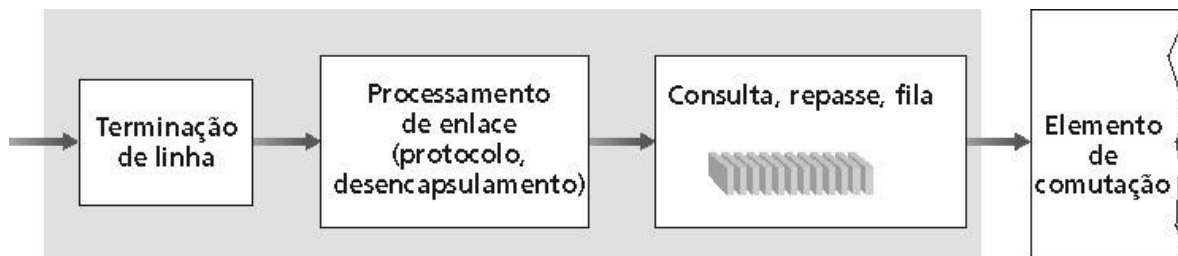 Terminação
de linha
Processamento
de enlace
(protocolo,
desencapsulamento)
Consulta, repasse, fila
Elemento
de
comutação